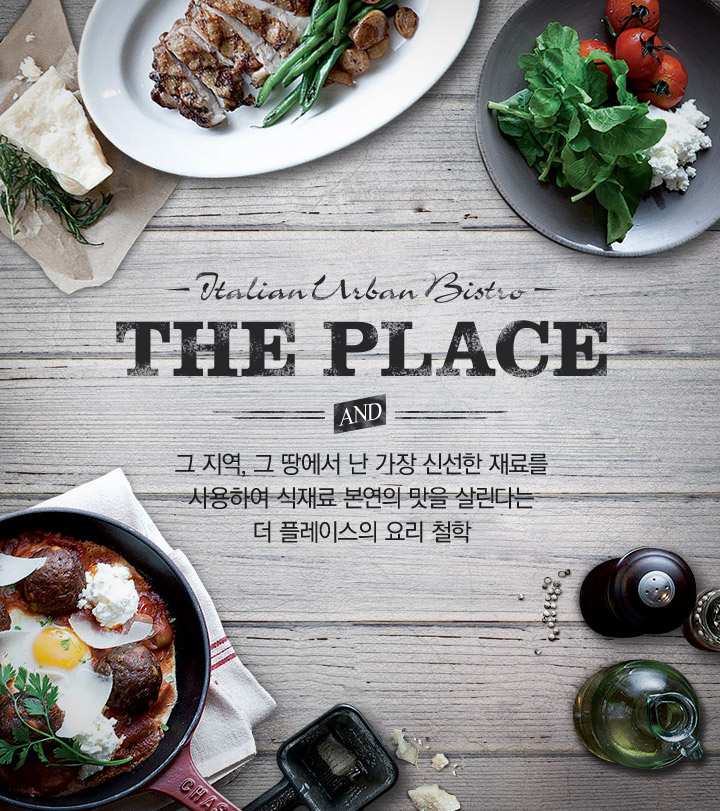 Italian Urban Bistro
THE PLACE
AND
그 지역, 그 땅에서 난 가장 신선한 재료를
사용하여 식재료 본연의 맛을 살린다는
더 플레이스의 요리 철학
CHAS